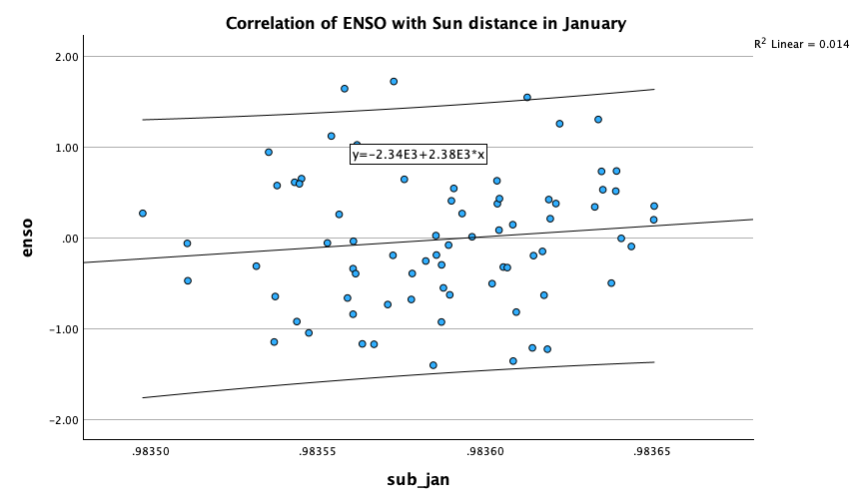 Correlation of ENSO with Sun distance in January
R² Linear = 0.014
2.00
1.00
.00
-1.00
-2.00
enso
y=-2.34E3+2.38E3*x
.98350
.98355
.98360
.98365
sub_jan